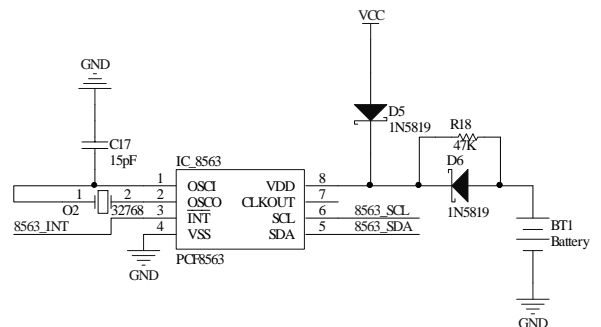 VCC
GND
D5
1N5819
R18
47K
C17
15pF
IC_8563
D6
1 OSCI VDD 8
1 2 2 OSCO CLKOUT 7
O2 32768 3 INT SCL 6 8563_SCL
1N5819
8563_INT 4 VSS SDA 5 8563_SDA
BT1
Battery
GND
PCF8563
GND